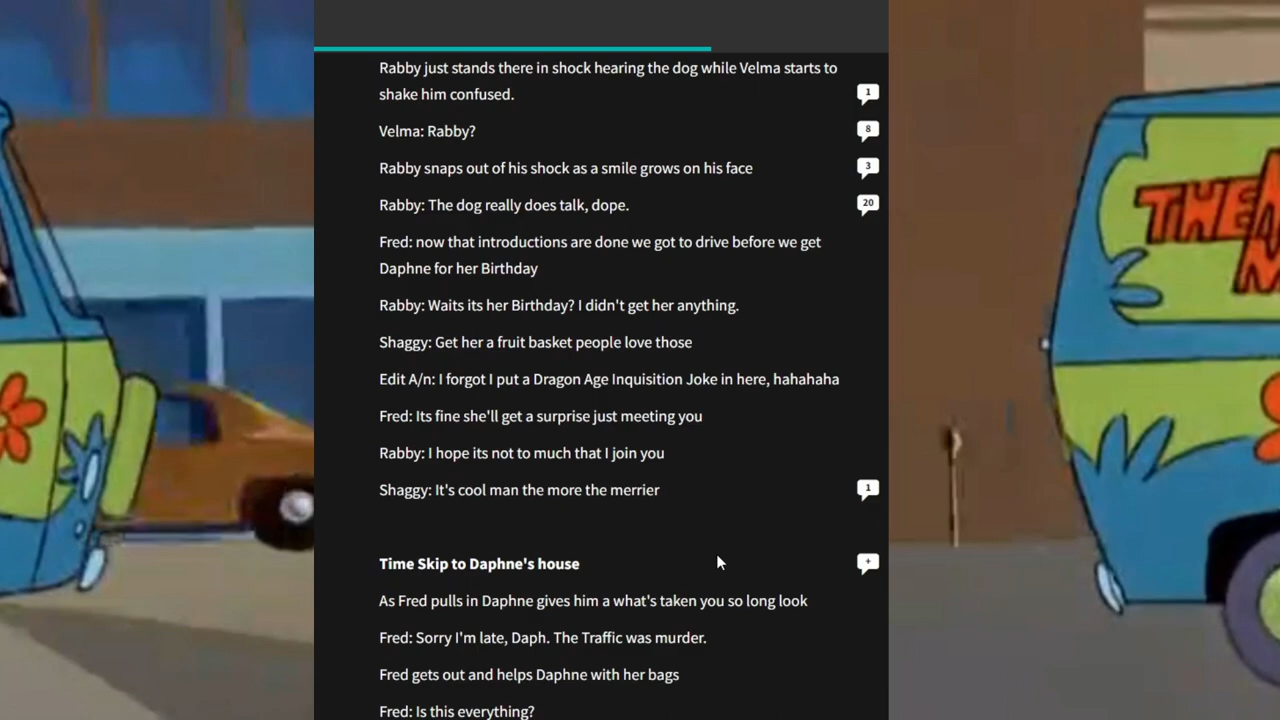 Rabby just stands there in shock hearing the dog while Velma starts to
shake him confused.
1
Velma: Rabby?
8
Rabby snaps out of his shock as a smile grows on his face
3
Rabby: The dog really does talk, dope.
20
Fred: now that introductions are done we got to drive before we get
Daphne for her Birthday
Rabby: Waits its her Birthday? I didn't get her anything.
Shaggy: Get her a fruit basket people love those
Edit A/n: I forgot I put a Dragon Age Inquisition Joke in here, hahahaha
Fred: Its fine she'll get a surprise just meeting you
Rabby: I hope its not to much that I join you
Shaggy: It's cool man the more the merrier
1
Time Skip to Daphne's house
+
As Fred pulls in Daphne gives him a what's taken you so long look
Fred: Sorry I'm late, Daph. The Traffic was murder.
Fred gets out and helps Daphne with her bags
Fred: Is this everything?
THE